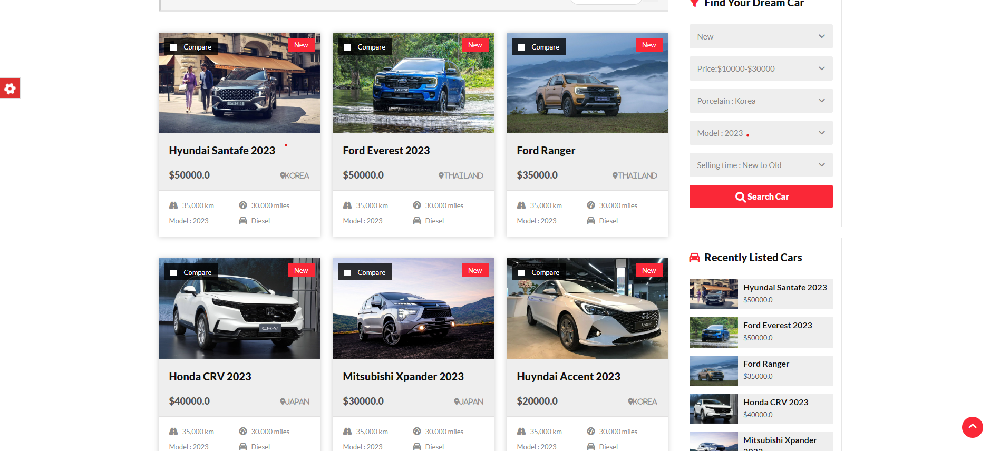 Compare
New
HTH 2102
Hyundai Santafe 2023
$50000.0
KOREA
35,000 km
30.000 miles
Model : 2023
Diesel
Compare
New
EVEREST
Ford Everest 2023
$50000.0
THAILAND
35,000 km
30.000 miles
Model : 2023
Diesel
Compare
New
Ford Ranger
$35000.0
THAILAND
35,000 km
30.000 miles
Model : 2023
Diesel
Compare
New
CR-V
Honda CRV 2023
$40000.0
JAPAN
35,000 km
30.000 miles
Model : 2023
Diesel
Compare
New
Mitsubishi Xpander 2023
$30000.0
JAPAN
35,000 km
30.000 miles
Model : 2023
Diesel
Compare
New
Accent
Huyndai Accent 2023
$20000.0
KOREA
35,000 km
30.000 miles
Model : 2023
Diesel
Find Your Dream Car
New
Price:$10000-$30000
Porcelain : Korea
Model : 2023
Selling time : New to Old
Search Car
Recently Listed Cars
Hyundai Santafe 2023
$50000.0
Ford Everest 2023
$50000.0
Ford Ranger
$35000.0
Honda CRV 2023
$40000.0
Mitsubishi Xpander
2023